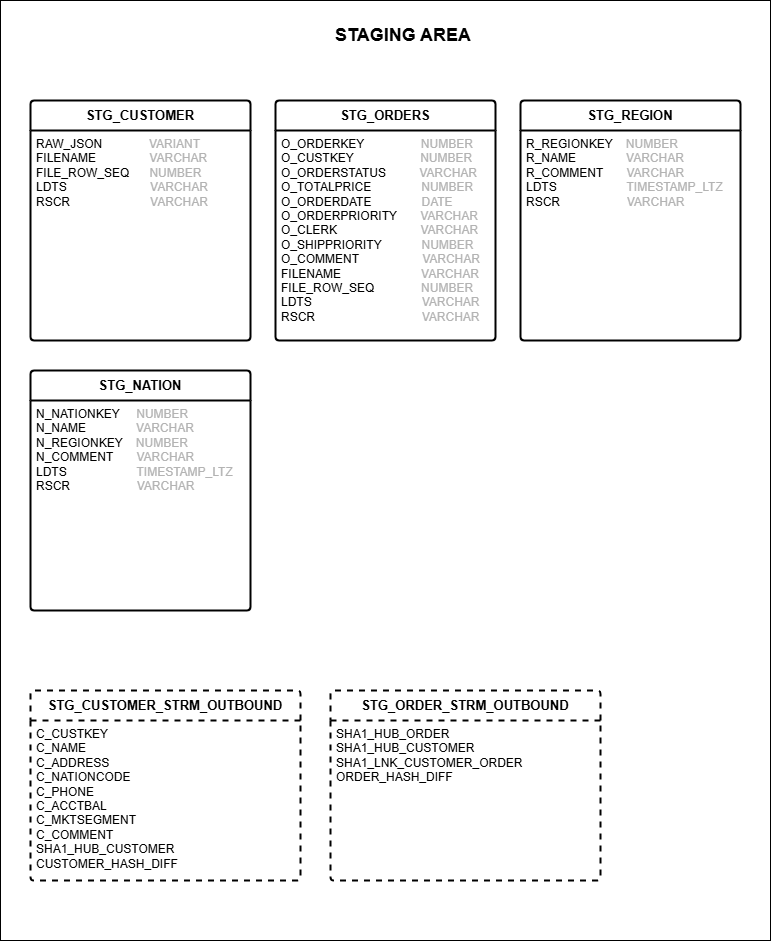 STAGING AREA
STG_CUSTOMER
RAW_JSON VARIANT
FILENAME VARCHAR
FILE_ROW_SEQ NUMBER
LDTS VARCHAR
RSCR VARCHAR
STG_ORDERS
O_ORDERKEY NUMBER
O_CUSTKEY NUMBER
O_ORDERSTATUS VARCHAR
O_TOTALPRICE NUMBER
O_ORDERDATE DATE
O_ORDERPRIORITY VARCHAR
O_CLERK VARCHAR
O_SHIPPRIORITY NUMBER
O_COMMENT VARCHAR
FILENAME VARCHAR
FILE_ROW_SEQ NUMBER
LDTS VARCHAR
RSCR VARCHAR
STG_REGION
R_REGIONKEY NUMBER
R_NAME VARCHAR
R_COMMENT VARCHAR
LDTS TIMESTAMP_LTZ
RSCR VARCHAR
STG_NATION
N_NATIONKEY NUMBER
N_NAME VARCHAR
N_REGIONKEY NUMBER
N_COMMENT VARCHAR
LDTS TIMESTAMP_LTZ
RSCR VARCHAR
STG_CUSTOMER_STRM_OUTBOUND
C_CUSTKEY
C_NAME
C_ADDRESS
C_NATIONCODE
C_PHONE
C_ACCTBAL
C_MKTSEGMENT
C_COMMENT
SHA1_HUB_CUSTOMER
CUSTOMER_HASH_DIFF
STG_ORDER_STRM_OUTBOUND
SHA1_HUB_ORDER
SHA1_HUB_CUSTOMER
SHA1_LNK_CUSTOMER_ORDER
ORDER_HASH_DIFF